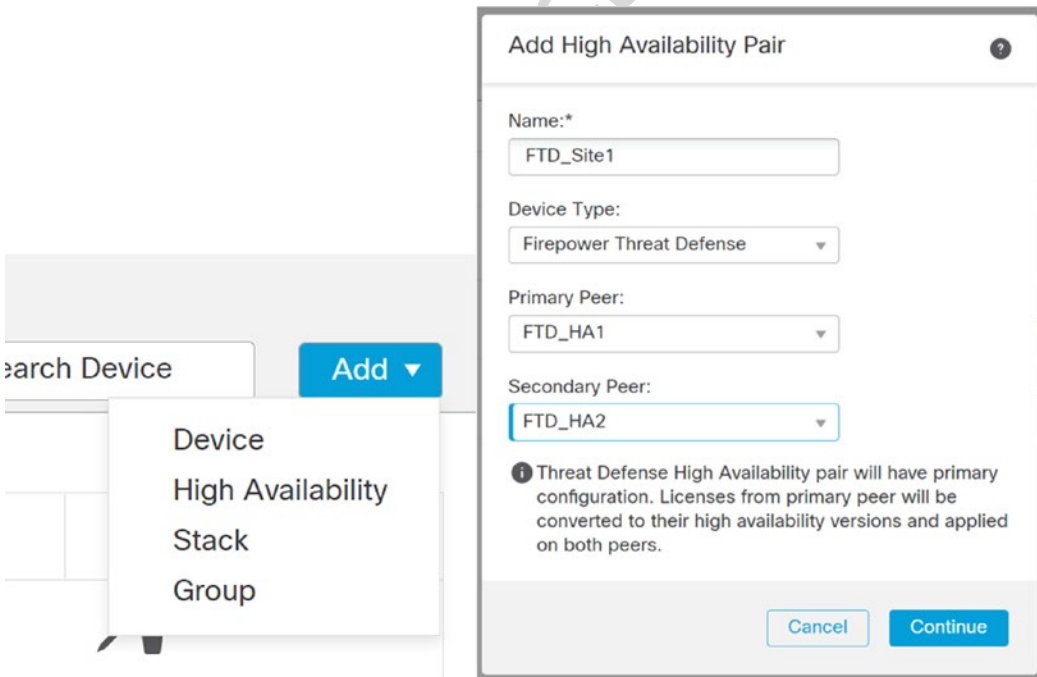 earch Device
Add
Device
High Availability
Stack
Group
Add High Availability Pair
?
Name:*
FTD_Site1
Device Type:
Firepower Threat Defense
Primary Peer:
FTD_HA1
Secondary Peer:
FTD_HA2
Threat Defense High Availability pair will have primary
configuration. Licenses from primary peer will be
converted to their high availability versions and applied
on both peers.
Cancel
Continue